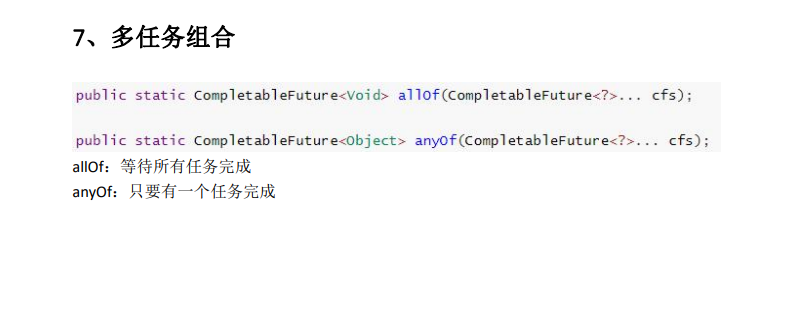 7、多任务组合
public static CompletableFuture<Void> allOf(CompletableFuture<?>... cfs);
public static CompletableFuture<Object> anyOf(CompletableFuture<?>... cfs);
allOf：等待所有任务完成
anyOf：只要有一个任务完成